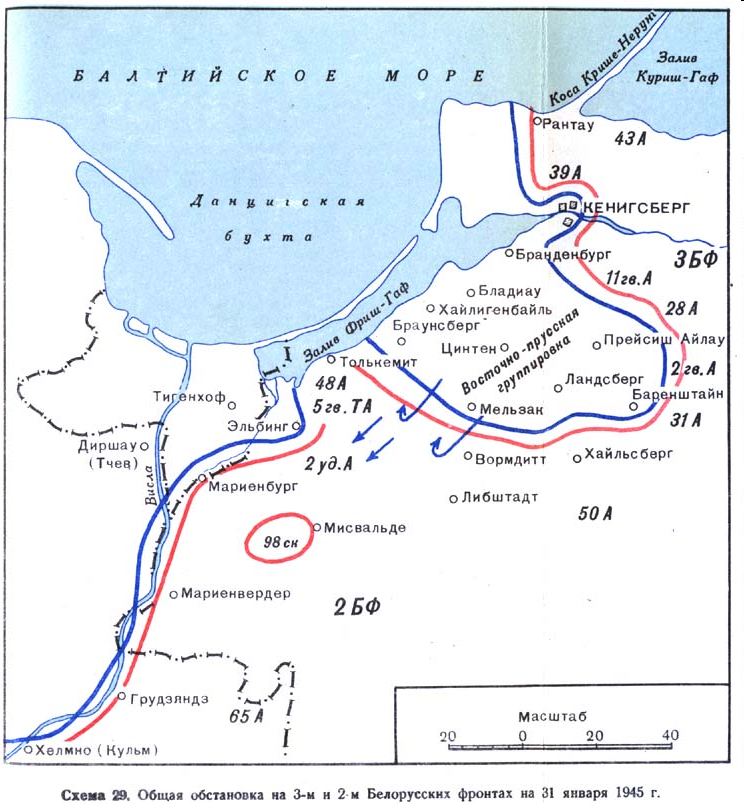 БАЛТИЙСКОЕ МОРЕ
Коса Крише-Нерунг
Залив
Куриш-Гаф
Рантау
43 А
39 А
КЕНИГСБЕРГ
Данцигская
бухта
Бранденбург
3 БФ
11 гв. А
28 А
Залив Фриш-Гаф
Бладиау
Хайлигенбайль
Браунсберг
Цинтен
Восточно-прусская
группировка
Прейсиш Айлау
2 гв. А
Толькемит
48 А
Ландсберг
Баренштайн
Тигенхоф
5 гв. ТА
Мельзак
31 А
Эльбинг
Диршау
(Тчев)
2 уд. А
Вормдитт
Хайльсберг
Висла
Мариенбург
Либштадт
50 А
Мисвальде
98 ск
Мариенвердер
2 БФ
Грудзяндз
65 А
Масштаб
20 0 20 40
Хелмно (Кульм)
Схема 29. Общая обстановка на 3-м и 2-м Белорусских фронтах на 31 января 1945 г.